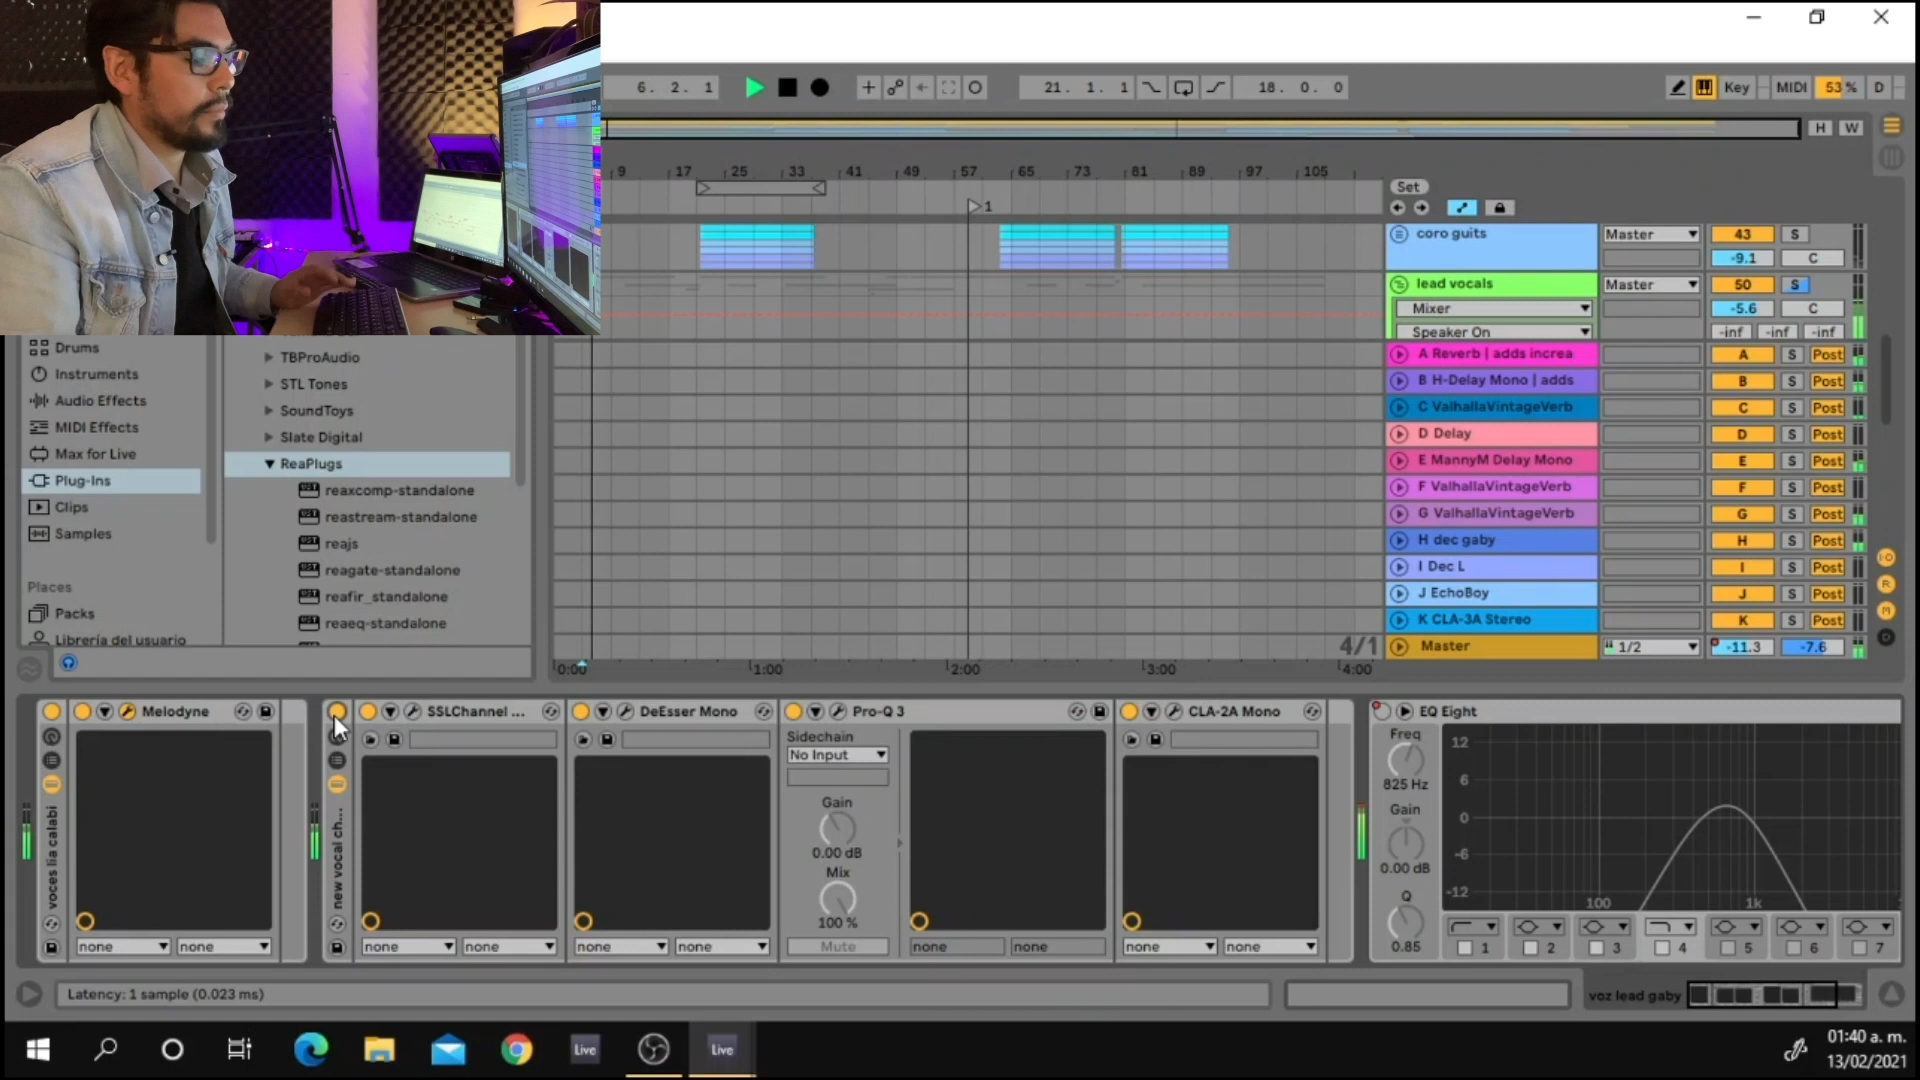 6. 2. 1
21. 1. 1
18. 0. 0
Key
MIDI
53 %
D
H
W
9
17
25
33
41
49
57
65
73
81
89
97
105
1
Set
coro guits
Master
43
S
-9.1
C
lead vocals
Master
50
S
Mixer
-5.6
C
Speaker On
-inf
-inf
-inf
A Reverb | adds increa
A
S
Post
B H-Delay Mono | adds
B
S
Post
C ValhallaVintageVerb
C
S
Post
D Delay
D
S
Post
E MannyM Delay Mono
E
S
Post
F ValhallaVintageVerb
F
S
Post
G ValhallaVintageVerb
G
S
Post
H dec gaby
H
S
Post
I Dec L
I
S
Post
J EchoBoy
J
S
Post
K CLA-3A Stereo
K
S
Post
Master
1/2
-11.3
-7.6
4/1
0:00
1:00
2:00
3:00
4:00
Drums
Instruments
Audio Effects
MIDI Effects
Max for Live
Plug-Ins
Clips
Samples
Places
Packs
Librería del usuario
TBProAudio
STL Tones
SoundToys
Slate Digital
ReaPlugs
reaxcomp-standalone
reastream-standalone
reajs
reagate-standalone
reafir_standalone
reaeq-standalone
voces lia calabi
Melodyne
none
none
new vocal ch...
SSLChannel ...
none
none
DeEsser Mono
none
none
Pro-Q 3
Sidechain
No Input
Gain
0.00 dB
Mix
100 %
Mute
none
none
CLA-2A Mono
none
none
EQ Eight
Freq
825 Hz
Gain
0.00 dB
Q
0.85
12
6
0
-6
-12
100
1k
1
2
3
4
5
6
7
Latency: 1 sample (0.023 ms)
voz lead gaby
Live
Live
01:40 a. m.
13/02/2021